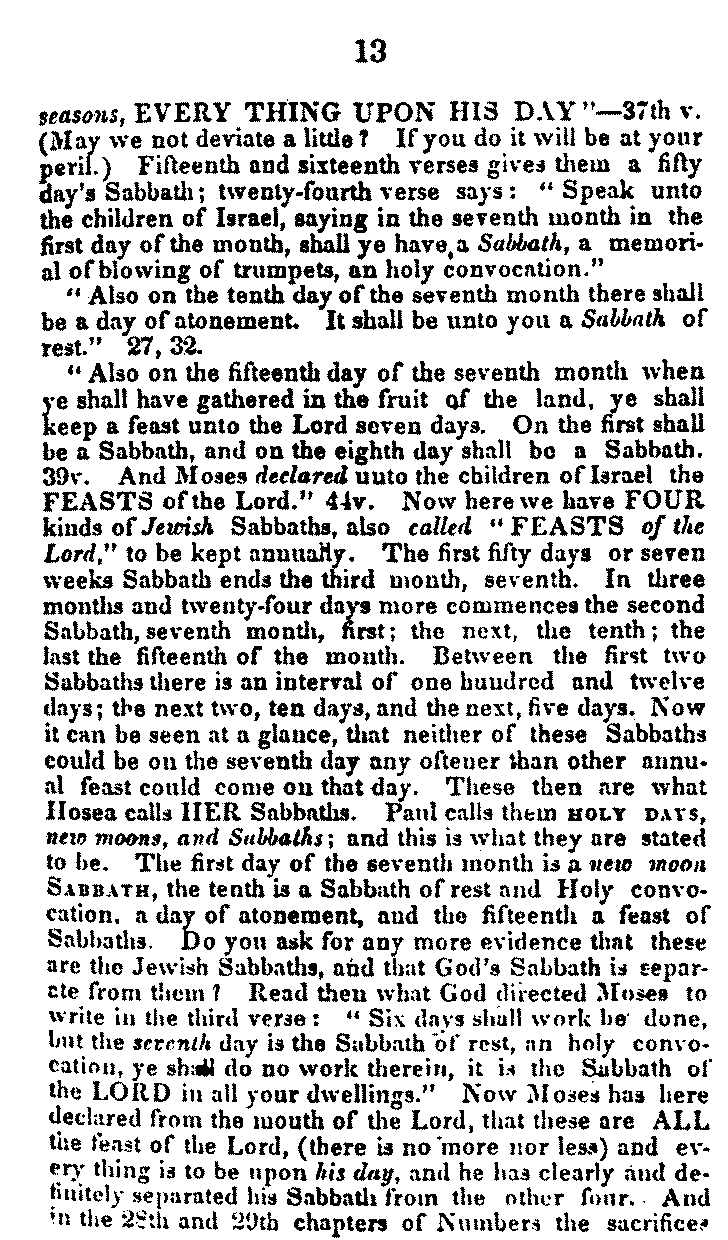 13
seasons, EVERY THING UPON HIS DAY"—37th v.
(May we not deviate a little? If you do it will be at your
peril.) Fifteenth and sixteenth verses gives them a fifty
day's Sabbath; twenty-fourth verse says: "Speak unto
the children of Israel, saying in the seventh month in the
first day of the month, shall ye have a Sabbath, a memori-
al of blowing of trumpets, an holy convocation."
"Also on the tenth day of the seventh month there shall
be a day of atonement. It shall be unto you a Sabbath of
rest." 27, 32.
"Also on the fifteenth day of the seventh month when
ye shall have gathered in the fruit of the land, ye shall
keep a feast unto the Lord seven days. On the first shall
be a Sabbath, and on the eighth day shall be a Sabbath.
39v. And Moses declared unto the children of Israel the
FEASTS of the Lord." 44v. Now here we have FOUR
kinds of Jewish Sabbaths, also called "FEASTS of the
Lord," to be kept annually. The first fifty days or seven
weeks Sabbath ends the third month, seventh. In three
months and twenty-four days more commences the second
Sabbath, seventh month, first; the next, the tenth; the
last the fifteenth of the month. Between the first two
Sabbaths there is an interval of one hundred and twelve
days; the next two, ten days, and the next, five days. Now
it can be seen at a glance, that neither of these Sabbaths
could be on the seventh day any oftener than other annu-
al feast could come on that day. These then are what
Hosea calls HER Sabbaths. Paul calls them HOLY DAYS,
new moons, and Sabbaths; and this is what they are stated
to be. The first day of the seventh month is a new moon
SABBATH, the tenth is a Sabbath of rest and Holy convo-
cation, a day of atonement, and the fifteenth a feast of
Sabbaths. Do you ask for any more evidence that these
are the Jewish Sabbaths, and that God's Sabbath is separ-
ate from them? Read then what God directed Moses to
write in the third verse: "Six days shall work be done,
but the seventh day is the Sabbath of rest, an holy convo-
cation, ye shall do no work therein, it is the Sabbath of
the LORD in all your dwellings." Now Moses has here
declared from the mouth of the Lord, that these are ALL
the feast of the Lord, (there is no more nor less) and ev-
ery thing is to be upon his day, and he has clearly and de-
finitely separated his Sabbath from the other four. And
in the 28th and 29th chapters of Numbers the sacrifices